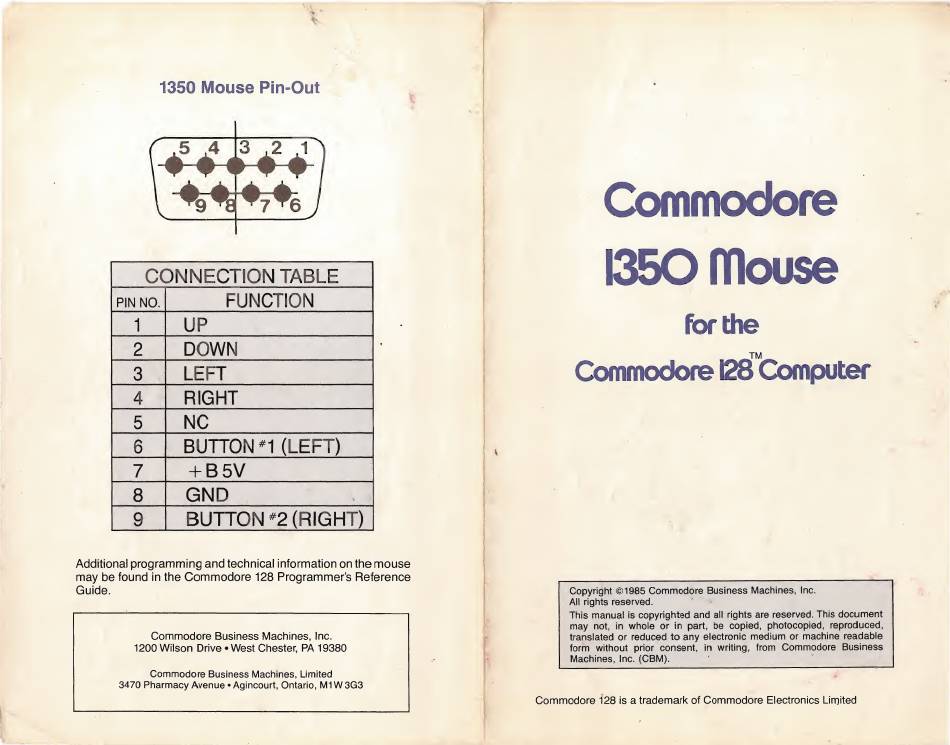 1350 Mouse Pin-Out
5 4 3 2 1
9 8 7 6
CONNECTION TABLE
PIN NO. FUNCTION
1 UP
2 DOWN
3 LEFT
4 RIGHT
5 NC
6 BUTTON #1 (LEFT)
7 +B 5V
8 GND
9 BUTTON #2 (RIGHT)
Additional programming and technical information on the mouse
may be found in the Commodore 128 Programmer's Reference
Guide.
Commodore Business Machines, Inc.
1200 Wilson Drive • West Chester, PA 19380
Commodore Business Machines, Limited
3470 Pharmacy Avenue • Agincourt, Ontario, M1W 3G3
Commodore
1350 Mouse
for the
Commodore 128™ Computer
Copyright ©1985 Commodore Business Machines, Inc.
All rights reserved.
This manual is copyrighted and all rights are reserved. This document
may not, in whole or in part, be copied, photocopied, reproduced,
translated or reduced to any electronic medium or machine readable
form without prior consent, in writing, from Commodore Business
Machines, Inc. (CBM).
Commodore 128 is a trademark of Commodore Electronics Limited